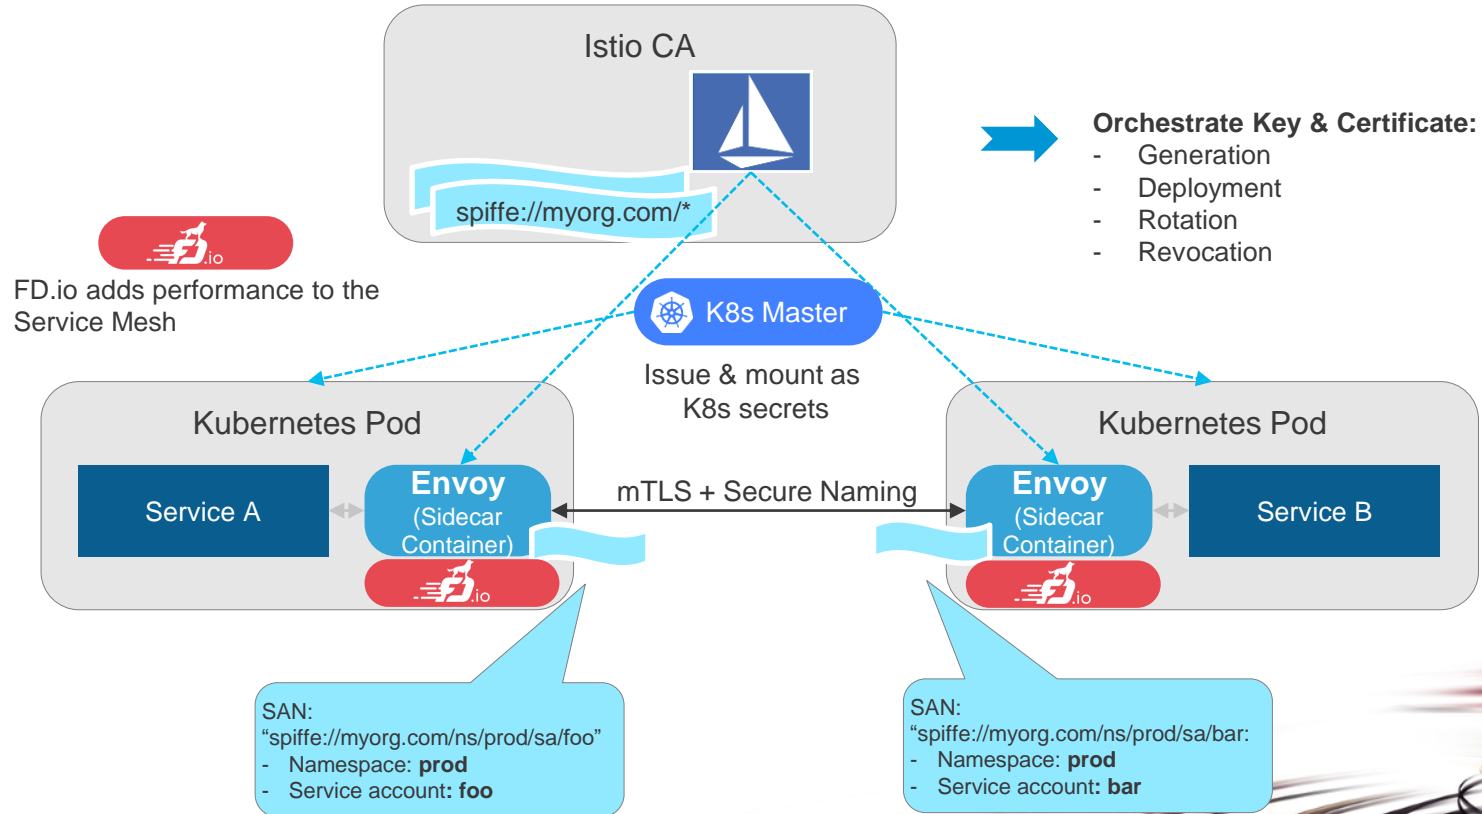 Istio CA
spiffe://myorg.com/*
Orchestrate Key & Certificate:
- Generation
- Deployment
- Rotation
- Revocation
FD.io
FD.io adds performance to the
Service Mesh
K8s Master
Issue & mount as
K8s secrets
Kubernetes Pod
Service A
Envoy
(Sidecar
Container)
FD.io
mTLS + Secure Naming
Kubernetes Pod
Envoy
(Sidecar
Container)
FD.io
Service B
SAN:
“spiffe://myorg.com/ns/prod/sa/foo”
- Namespace: prod
- Service account: foo
SAN:
“spiffe://myorg.com/ns/prod/sa/bar:
- Namespace: prod
- Service account: bar